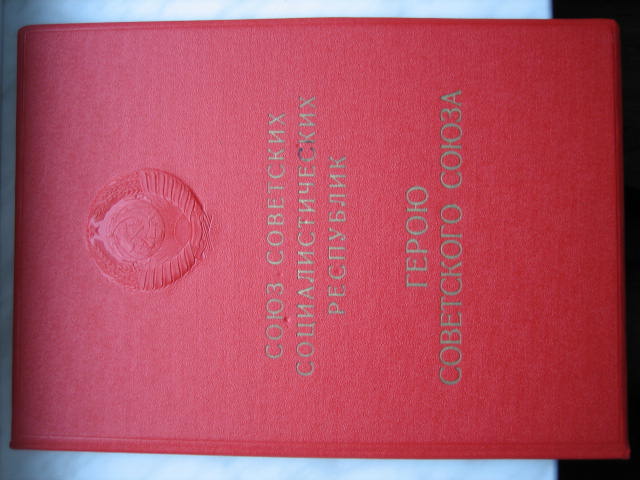 СОЮЗ СОВЕТСКИХ
СОЦИАЛИСТИЧЕСКИХ
РЕСПУБЛИК
ГЕРОЮ
СОВЕТСКОГО СОЮЗА